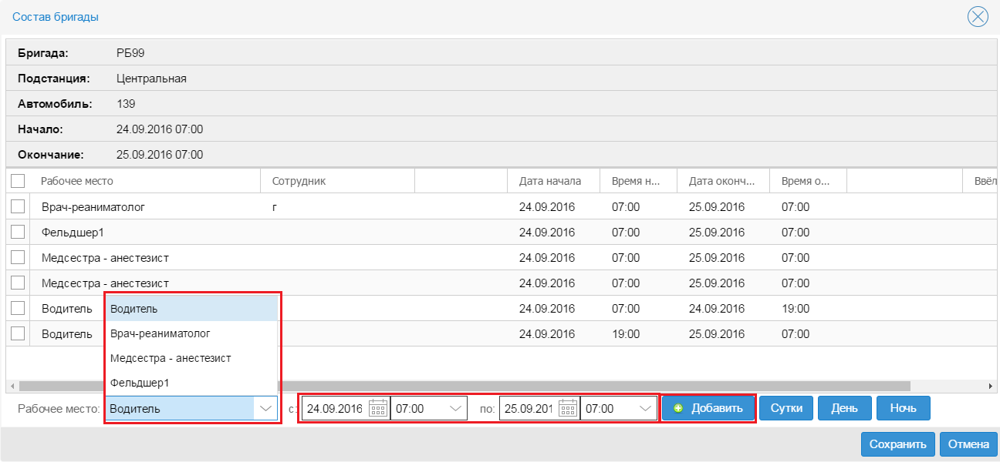 Состав бригады
Бригада: РБ99
Подстанция: Центральная
Автомобиль: 139
Начало: 24.09.2016 07:00
Окончание: 25.09.2016 07:00
Рабочее место Сотрудник Дата начала Время н... Дата оконч... Время о... Ввёл
Врач-реаниматолог г 24.09.2016 07:00 25.09.2016 07:00
Фельдшер1 24.09.2016 07:00 25.09.2016 07:00
Медсестра - анестезист 24.09.2016 07:00 25.09.2016 07:00
Медсестра - анестезист 24.09.2016 07:00 25.09.2016 07:00
Водитель 24.09.2016 07:00 24.09.2016 19:00
Водитель 24.09.2016 19:00 25.09.2016 07:00
Водитель
Врач-реаниматолог
Медсестра - анестезист
Фельдшер1
Рабочее место: Водитель с: 24.09.2016 07:00 по: 25.09.201 07:00 Добавить Сутки День Ночь
Сохранить Отмена